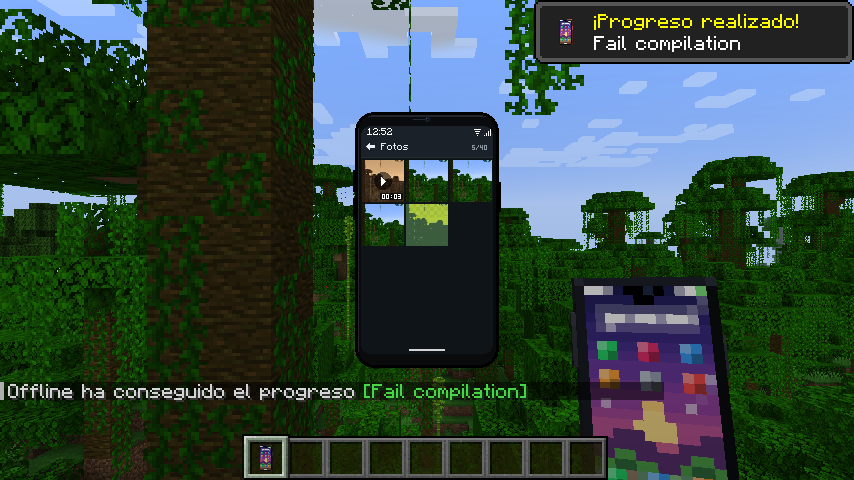 ¡Progreso realizado!
Fail compilation
12:52
Fotos
5/40
00:03
Offline ha conseguido el progreso [Fail compilation]